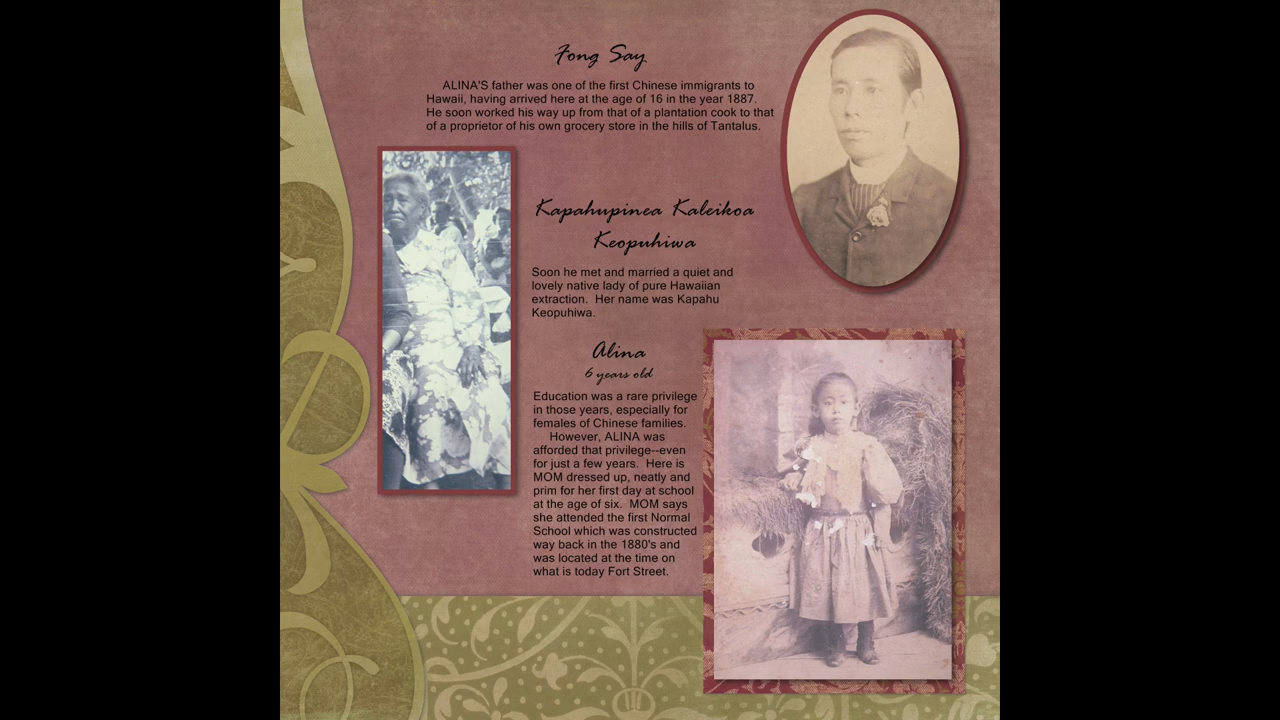 Fong Say
ALINA'S father was one of the first Chinese immigrants to
Hawaii, having arrived here at the age of 16 in the year 1887.
He soon worked his way up from that of a plantation cook to that
of a proprietor of his own grocery store in the hills of Tantalus.
Kapahupinea Kaleikoa
Keopuhiwa
Soon he met and married a quiet and
lovely native lady of pure Hawaiian
extraction.  Her name was Kapahu
Keopuhiwa.
Alina
6 years old
Education was a rare privilege
in those years, especially for
females of Chinese families.
However, ALINA was
afforded that privilege--even
for just a few years.  Here is
MOM dressed up, neatly and
prim for her first day at school
at the age of six.  MOM says
she attended the first Normal
School which was constructed
way back in the 1880's and
was located at the time on
what is today Fort Street.